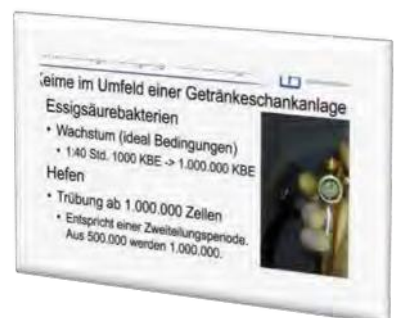 Keime im Umfeld einer Getränkeschankanlage
Essigsäurebakterien
• Wachstum (ideal Bedingungen)
• 1:40 Std. 1000 KBE -> 1.000.000 KBE
Hefen
• Trübung ab 1.000.000 Zellen
• Entspricht einer Zweiteilungsperiode.
Aus 500.000 werden 1.000.000.